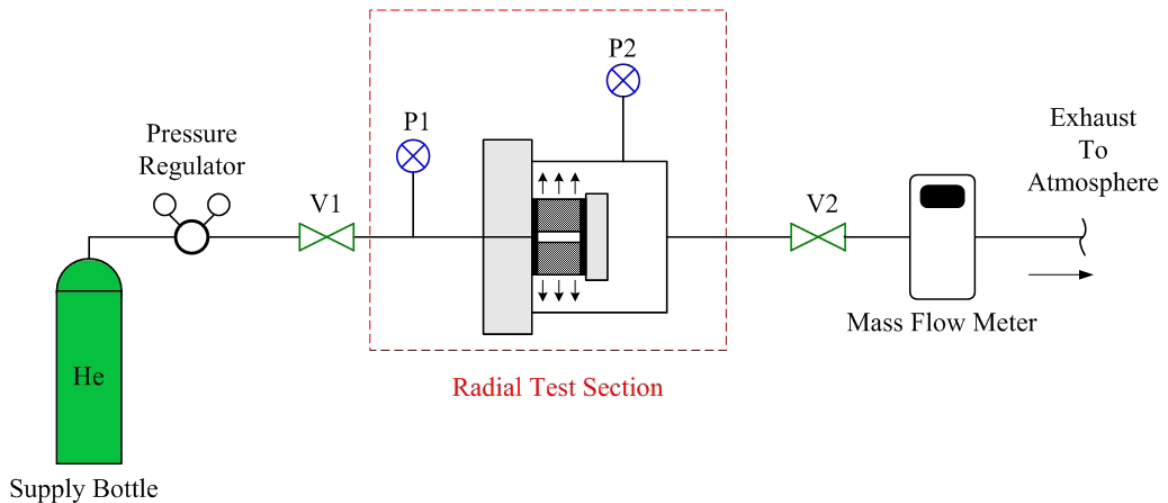 P2
P1
Pressure
Regulator
Exhaust
To
Atmosphere
V1
V2
Mass Flow Meter
He
Radial Test Section
Supply Bottle